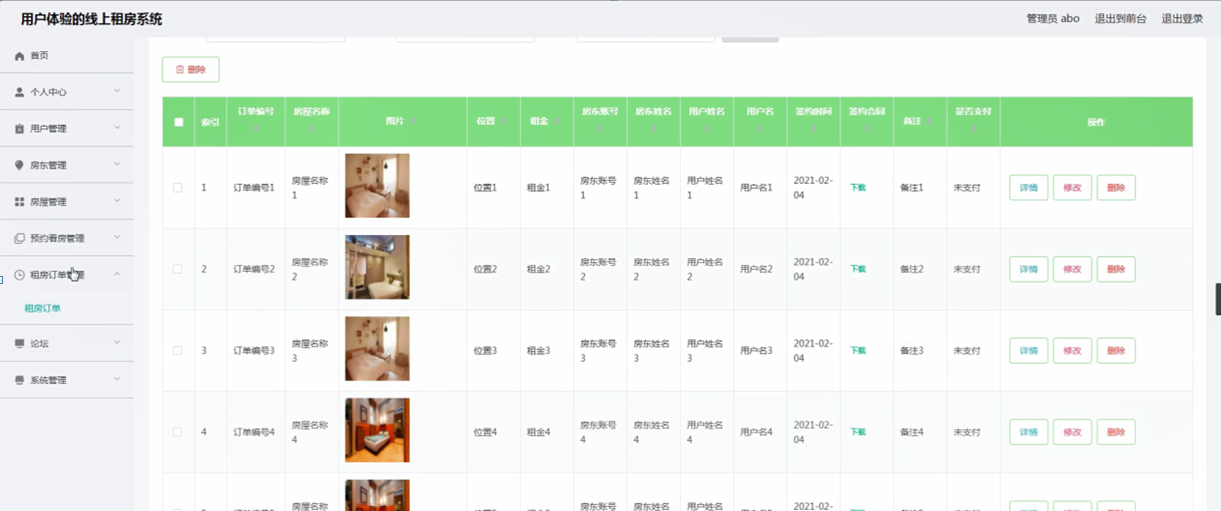 用户体验的线上租房系统
管理员 abo 退出到前台 退出登录
首页
个人中心
用户管理
房东管理
房屋管理
预约看房管理
租房订单管理
租房订单
论坛
系统管理
删除
索引 订单编号 房屋名称 图片 位置 租金 房东账号 房东姓名 用户姓名 用户名 签约时间 签约合同 备注 是否支付 操作
1 订单编号1 房屋名称1 位置1 租金1 房东账号1 房东姓名1 用户姓名1 用户名1 2021-02-04 下载 备注1 未支付 详情 修改 删除
2 订单编号2 房屋名称2 位置2 租金2 房东账号2 房东姓名2 用户姓名2 用户名2 2021-02-04 下载 备注2 未支付 详情 修改 删除
3 订单编号3 房屋名称3 位置3 租金3 房东账号3 房东姓名3 用户姓名3 用户名3 2021-02-04 下载 备注3 未支付 详情 修改 删除
4 订单编号4 房屋名称4 位置4 租金4 房东账号4 房东姓名4 用户姓名4 用户名4 2021-02-04 下载 备注4 未支付 详情 修改 删除
房屋名称 房东账号 房东姓名 用户姓名 2021-02-